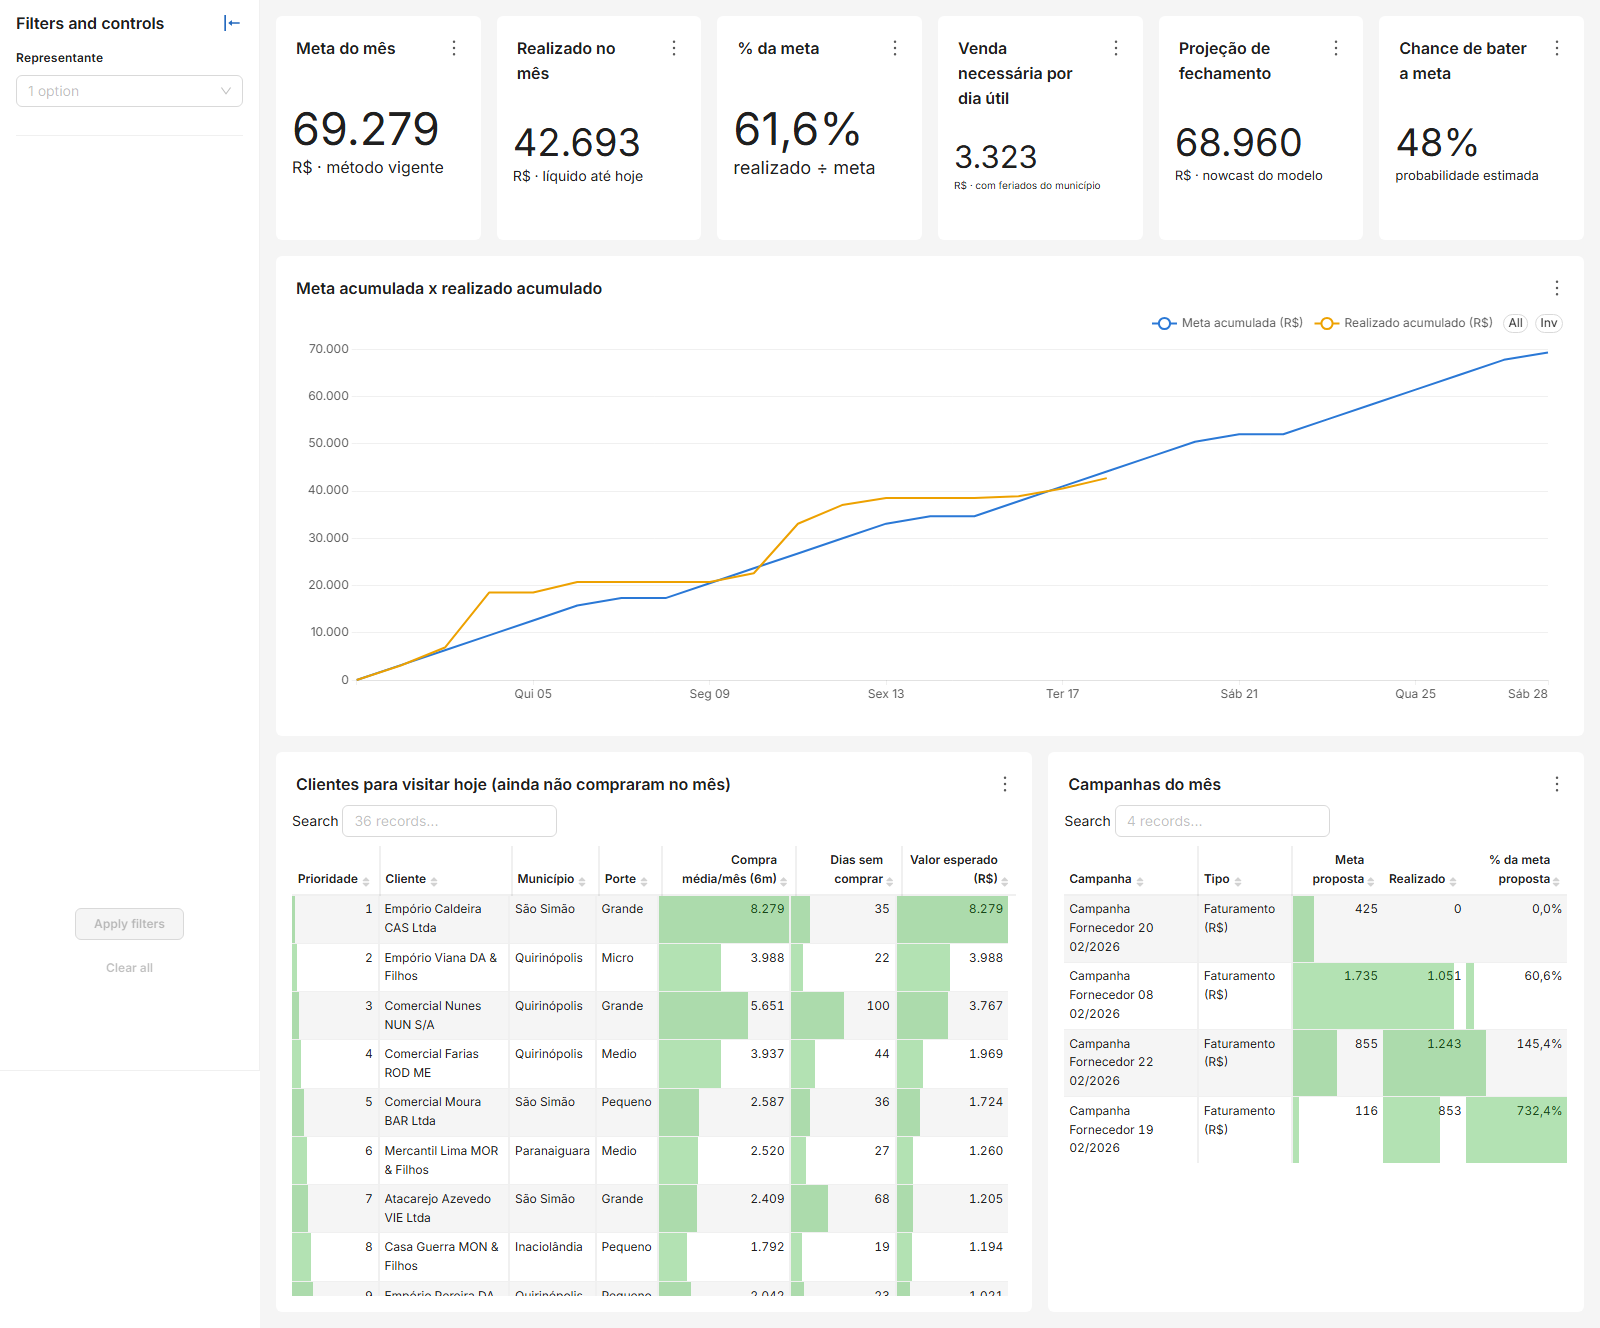 Filters and controls
Representante
1 option
Apply filters
Clear all
Meta do mês
69.279
R$ · método vigente
Realizado no
mês
42.693
R$ · líquido até hoje
% da meta
61,6%
realizado ÷ meta
Venda
necessária por
dia útil
3.323
R$ · com feriados do município
Projeção de
fechamento
68.960
R$ · nowcast do modelo
Chance de bater
a meta
48%
probabilidade estimada
Meta acumulada x realizado acumulado
Meta acumulada (R$) Realizado acumulado (R$) All Inv
70.000
60.000
50.000
40.000
30.000
20.000
10.000
0
Qui 05 Seg 09 Sex 13 Ter 17 Sáb 21 Qua 25 Sáb 28
Clientes para visitar hoje (ainda não compraram no mês)
Search 36 records...
Prioridade Cliente Município Porte Compra média/mês (6m) Dias sem comprar Valor esperado (R$)
1 Empório Caldeira CAS Ltda São Simão Grande 8.279 35 8.279
2 Empório Viana DA & Filhos Quirinópolis Micro 3.988 22 3.988
3 Comercial Nunes NUN S/A Quirinópolis Grande 5.651 100 3.767
4 Comercial Farias ROD ME Quirinópolis Medio 3.937 44 1.969
5 Comercial Moura BAR Ltda São Simão Pequeno 2.587 36 1.724
6 Mercantil Lima MOR & Filhos Paranaiguara Medio 2.520 27 1.260
7 Atacarejo Azevedo VIE Ltda São Simão Grande 2.409 68 1.205
8 Casa Guerra MON & Filhos Inaciolândia Pequeno 1.792 19 1.194
9 Empório Pereira DA Quirinópolis Pequeno 2.042 23 1.021
Campanhas do mês
Search 4 records...
Campanha Tipo Meta proposta Realizado % da meta proposta
Campanha Fornecedor 20 02/2026 Faturamento (R$) 425 0 0,0%
Campanha Fornecedor 08 02/2026 Faturamento (R$) 1.735 1.051 60,6%
Campanha Fornecedor 22 02/2026 Faturamento (R$) 855 1.243 145,4%
Campanha Fornecedor 19 02/2026 Faturamento (R$) 116 853 732,4%